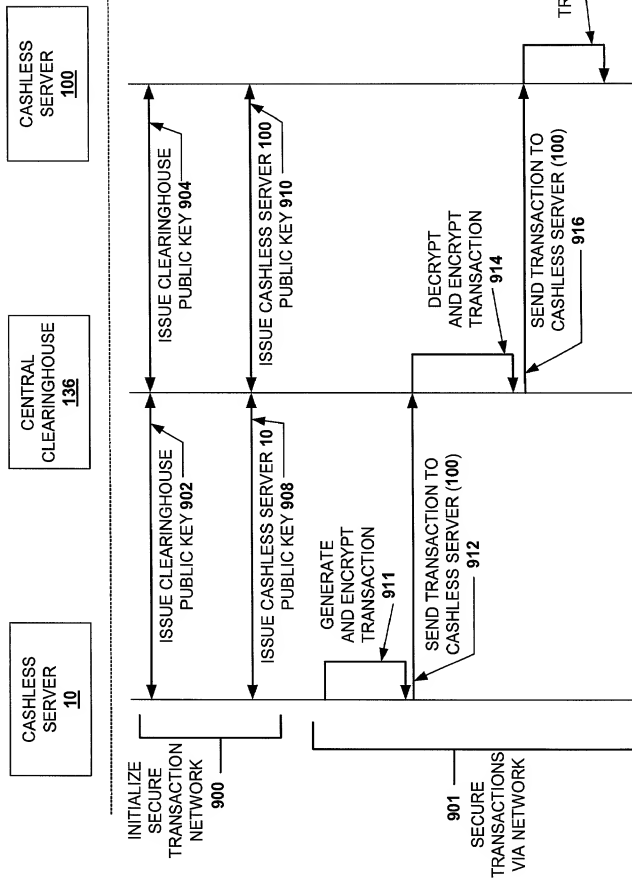 CASHLESS
SERVER
10
CENTRAL
CLEARINGHOUSE
136
CASHLESS
SERVER
100
INITIALIZE
SECURE
TRANSACTION
NETWORK
900
ISSUE CLEARINGHOUSE
PUBLIC KEY 902
ISSUE CLEARINGHOUSE
PUBLIC KEY 904
ISSUE CASHLESS SERVER 10
PUBLIC KEY 908
ISSUE CASHLESS SERVER 100
PUBLIC KEY 910
901
SECURE
TRANSACTIONS
VIA NETWORK
GENERATE
AND ENCRYPT
TRANSACTION
911
SEND TRANSACTION TO
CASHLESS SERVER (100)
912
DECRYPT
AND ENCRYPT
TRANSACTION
914
SEND TRANSACTION TO
CASHLESS SERVER (100)
916